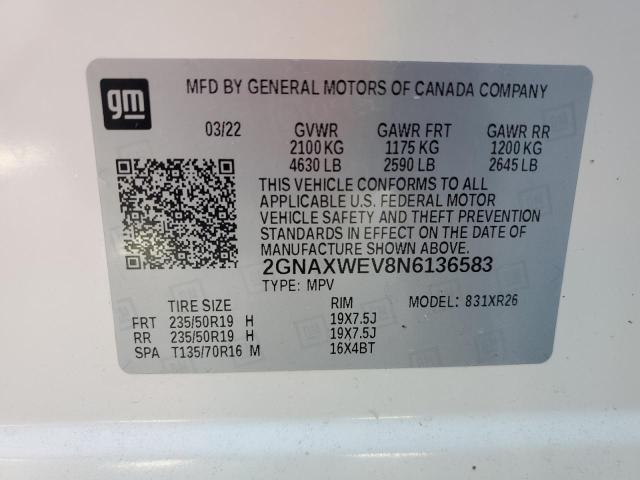 gm
MFD BY GENERAL MOTORS OF CANADA COMPANY
03/22 GVWR GAWR FRT GAWR RR
2100 KG 1175 KG 1200 KG
4630 LB 2590 LB 2645 LB
THIS VEHICLE CONFORMS TO ALL
APPLICABLE U.S. FEDERAL MOTOR
VEHICLE SAFETY AND THEFT PREVENTION
STANDARDS IN EFFECT ON THE DATE OF
MANUFACTURE SHOWN ABOVE.
2GNAXWEV8N6136583
TYPE: MPV
TIRE SIZE RIM MODEL: 831XR26
FRT 235/50R19 H 19X7.5J
RR 235/50R19 H 19X7.5J
SPA T135/70R16 M 16X4BT